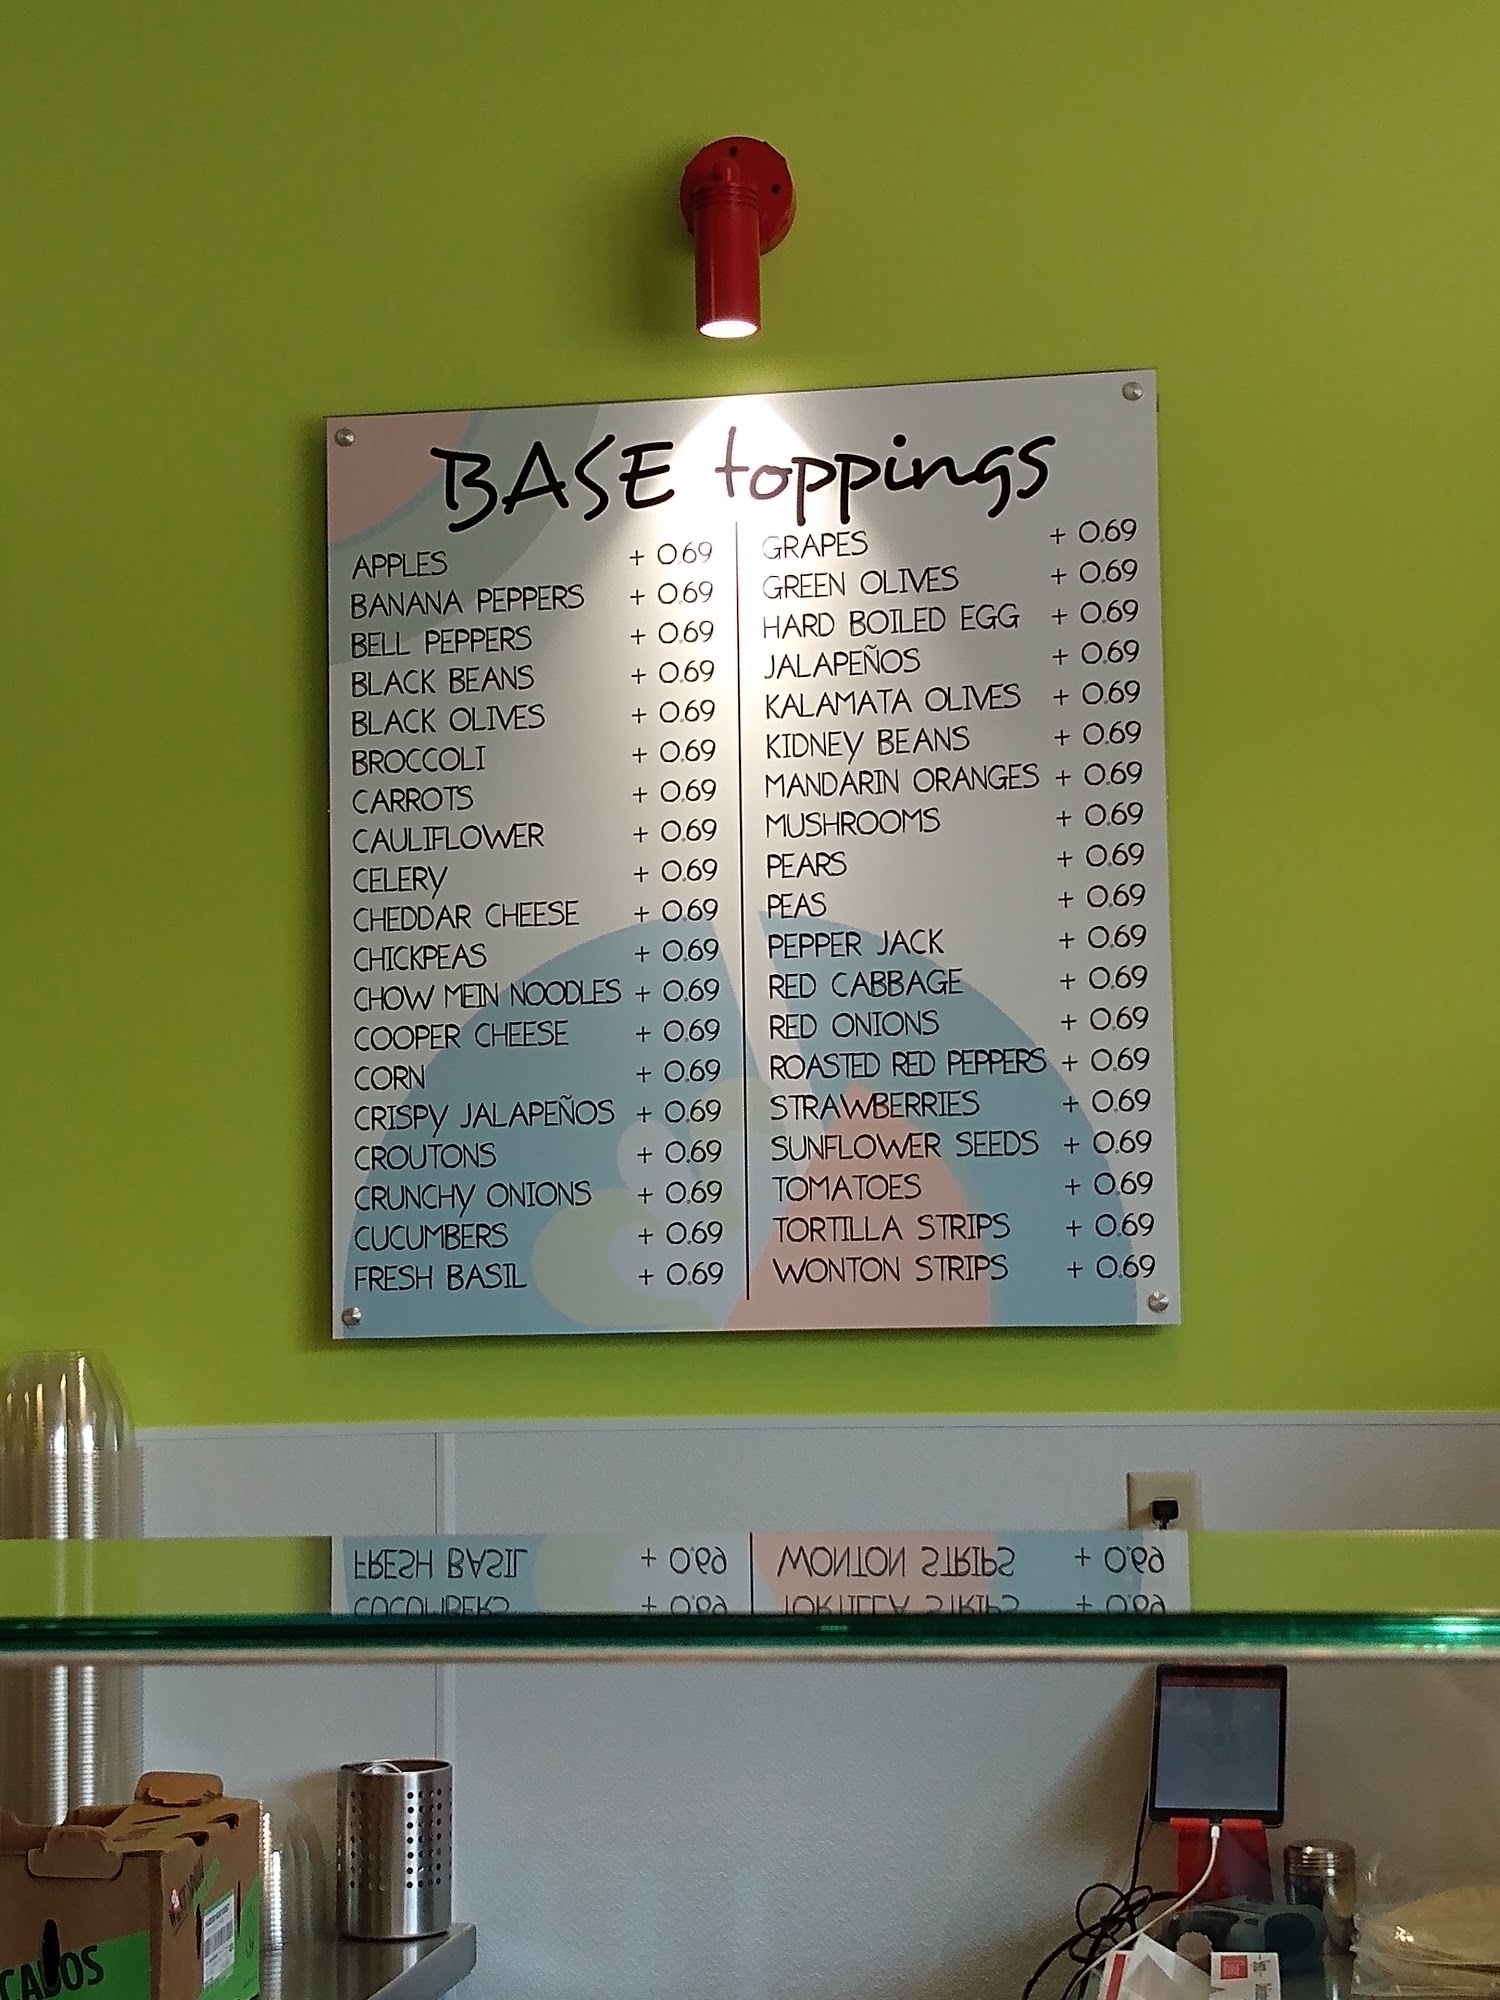 BASE toppings
APPLES + 0.69
BANANA PEPPERS + 0.69
BELL PEPPERS + 0.69
BLACK BEANS + 0.69
BLACK OLIVES + 0.69
BROCCOLI + 0.69
CARROTS + 0.69
CAULIFLOWER + 0.69
CELERY + 0.69
CHEDDAR CHEESE + 0.69
CHICKPEAS + 0.69
CHOW MEIN NOODLES + 0.69
COOPER CHEESE + 0.69
CORN + 0.69
CRISPY JALAPEÑOS + 0.69
CROUTONS + 0.69
CRUNCHY ONIONS + 0.69
CUCUMBERS + 0.69
FRESH BASIL + 0.69
GRAPES + 0.69
GREEN OLIVES + 0.69
HARD BOILED EGG + 0.69
JALAPEÑOS + 0.69
KALAMATA OLIVES + 0.69
KIDNEY BEANS + 0.69
MANDARIN ORANGES + 0.69
MUSHROOMS + 0.69
PEARS + 0.69
PEAS + 0.69
PEPPER JACK + 0.69
RED CABBAGE + 0.69
RED ONIONS + 0.69
ROASTED RED PEPPERS + 0.69
STRAWBERRIES + 0.69
SUNFLOWER SEEDS + 0.69
TOMATOES + 0.69
TORTILLA STRIPS + 0.69
WONTON STRIPS + 0.69